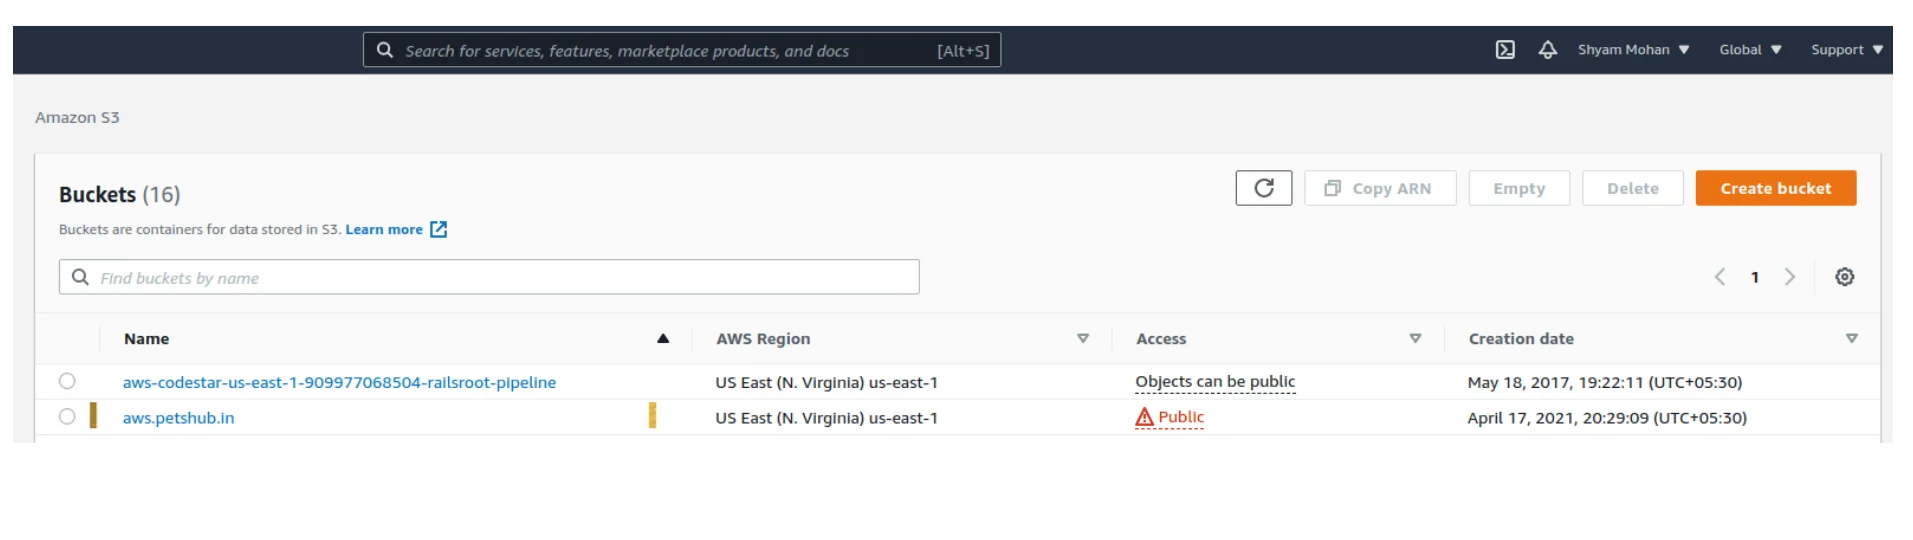 Search for services, features, marketplace products, and docs [Alt+S] Shyam Mohan Global Support
Amazon S3
Buckets (16) Copy ARN Empty Delete Create bucket
Buckets are containers for data stored in S3. Learn more
Find buckets by name 1
Name AWS Region Access Creation date
aws-codestar-us-east-1-909977068504-railsroot-pipeline US East (N. Virginia) us-east-1 Objects can be public May 18, 2017, 19:22:11 (UTC+05:30)
aws.petshub.in US East (N. Virginia) us-east-1 Public April 17, 2021, 20:29:09 (UTC+05:30)